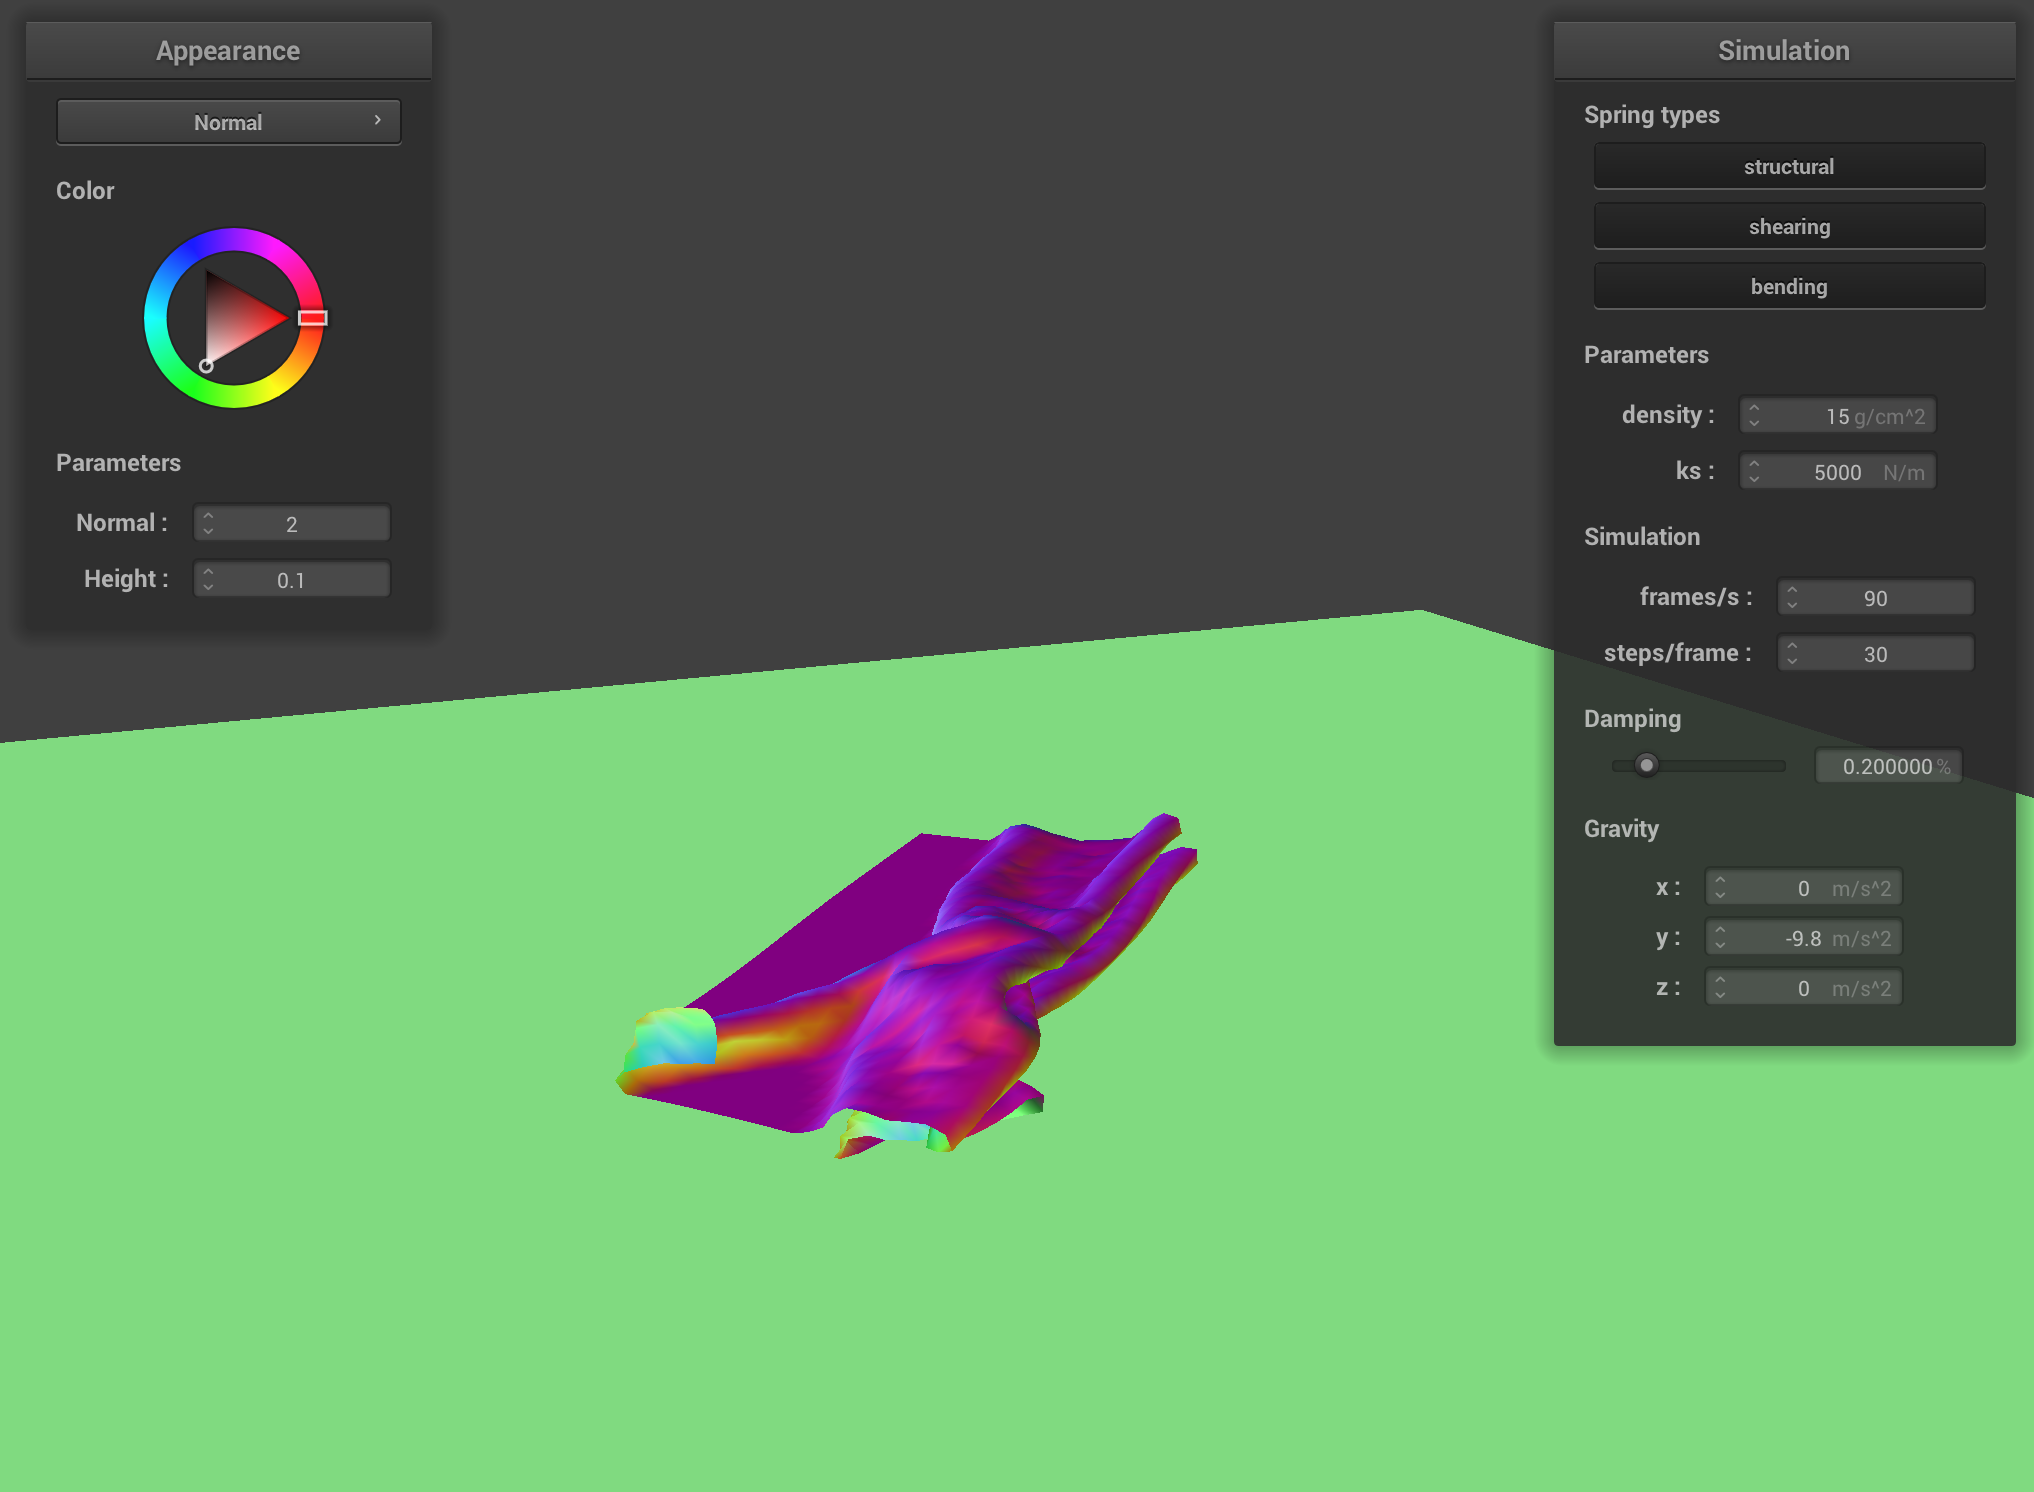 Appearance
Normal
Color
Parameters
Normal : 2
Height : 0.1
Simulation
Spring types
structural
shearing
bending
Parameters
density : 15 g/cm^2
ks : 5000 N/m
Simulation
frames/s : 90
steps/frame : 30
Damping
0.200000 %
Gravity
x : 0 m/s^2
y : -9.8 m/s^2
z : 0 m/s^2